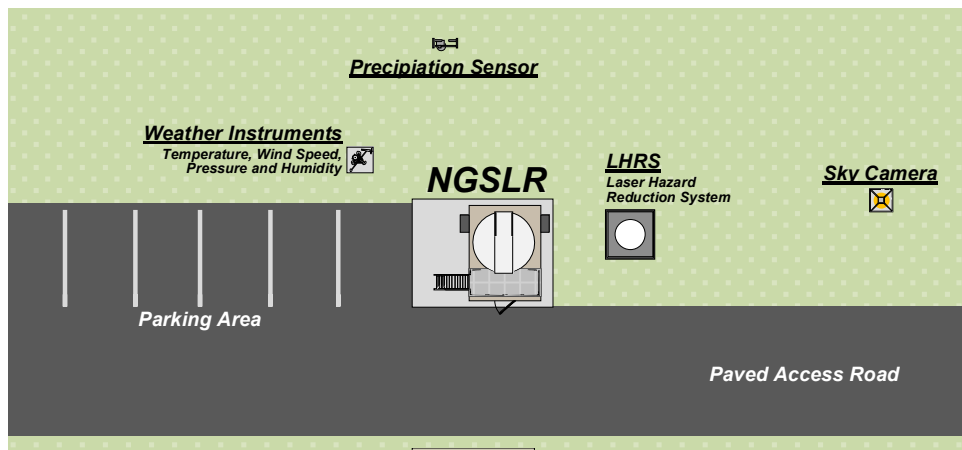 Precipiation Sensor
Weather Instruments
Temperature, Wind Speed,
Pressure and Humidity
NGSLR
LHRS
Laser Hazard
Reduction System
Sky Camera
Parking Area
Paved Access Road